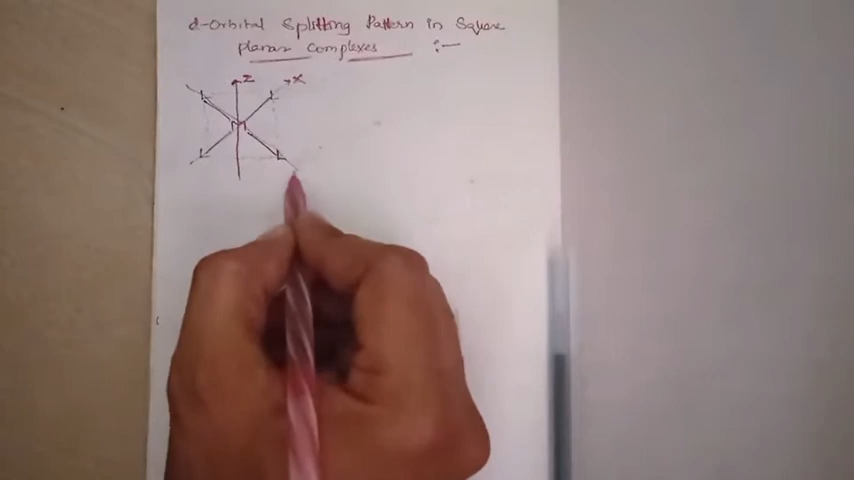 d-Orbital Splitting Pattern in Square
planar Complexes :-
Z X
L L
M
L L